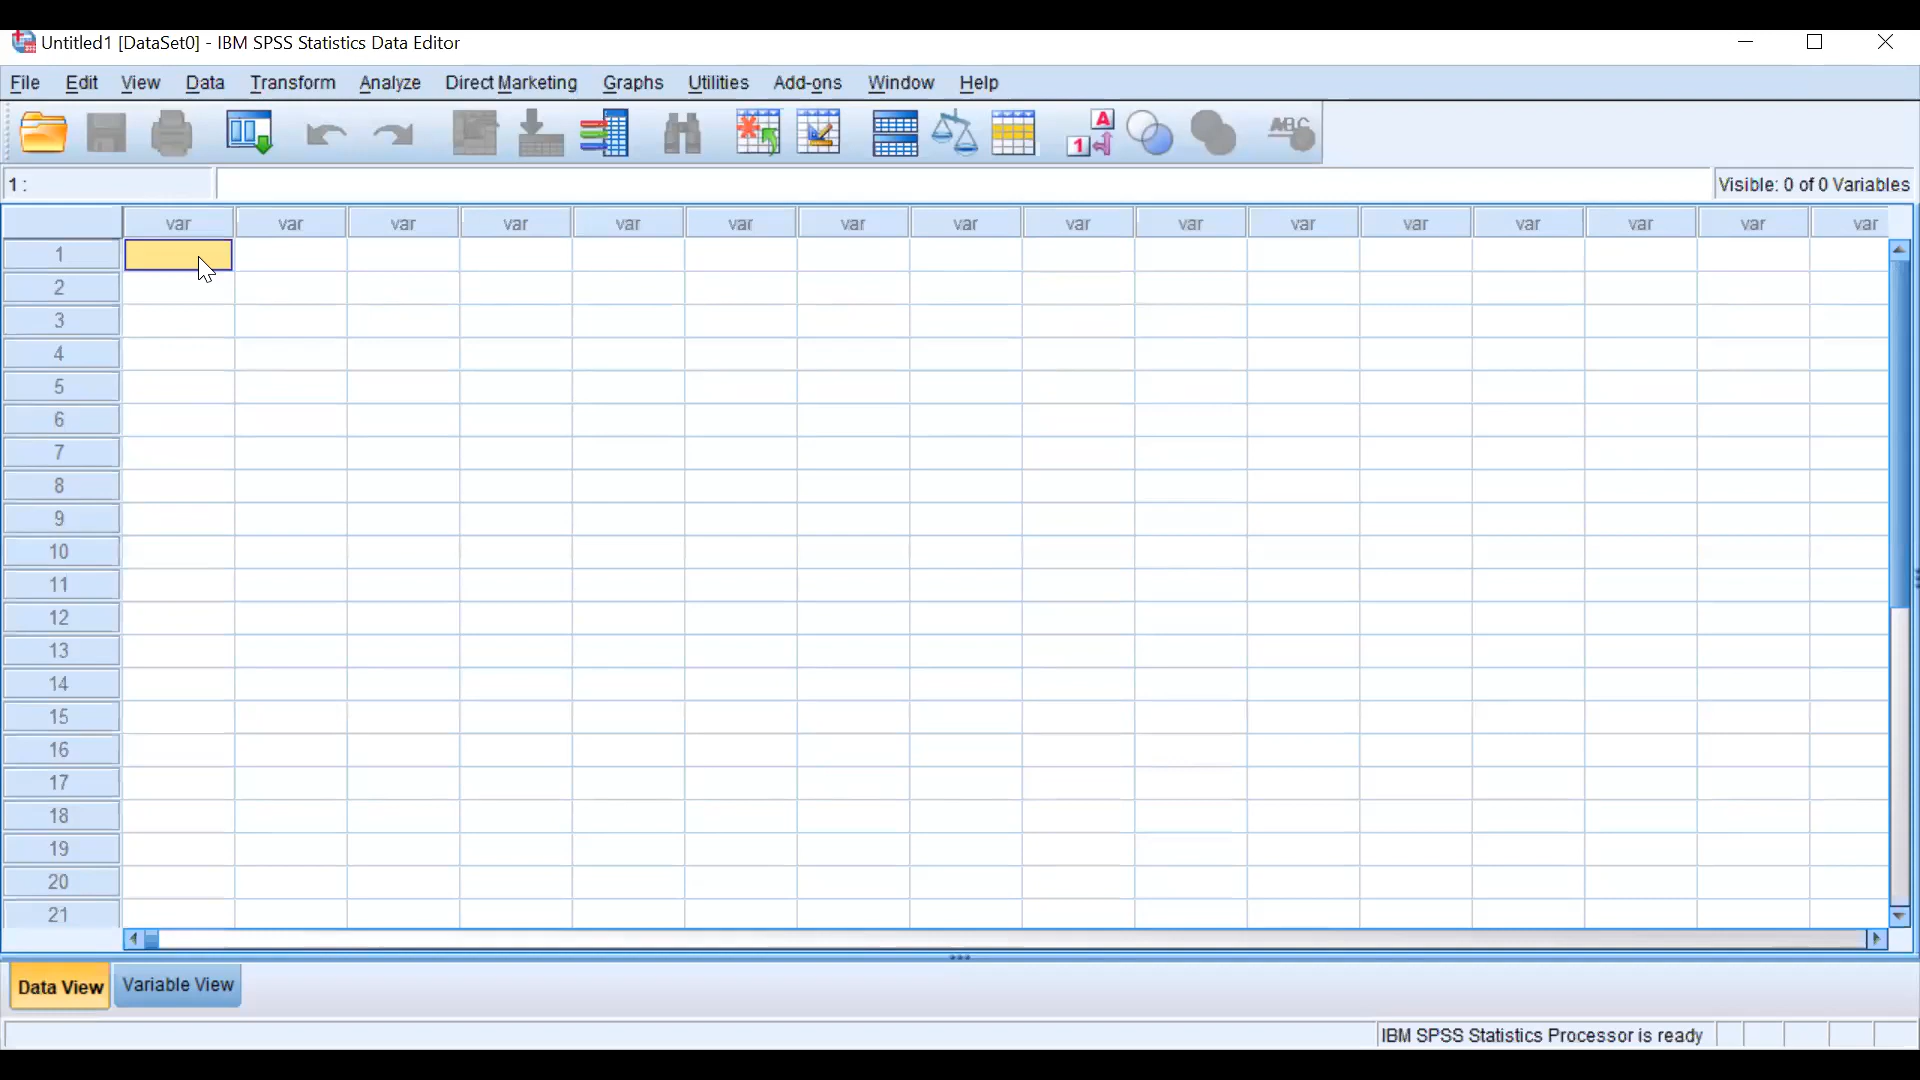 Untitled1 [DataSet0] - IBM SPSS Statistics Data Editor
File Edit View Data Transform Analyze Direct Marketing Graphs Utilities Add-ons Window Help
A
1
ABC
1 :
Visible: 0 of 0 Variables
var var var var var var var var var var var var var var var var
1
2
3
4
5
6
7
8
9
10
11
12
13
14
15
16
17
18
19
20
21
Data View Variable View
IBM SPSS Statistics Processor is ready